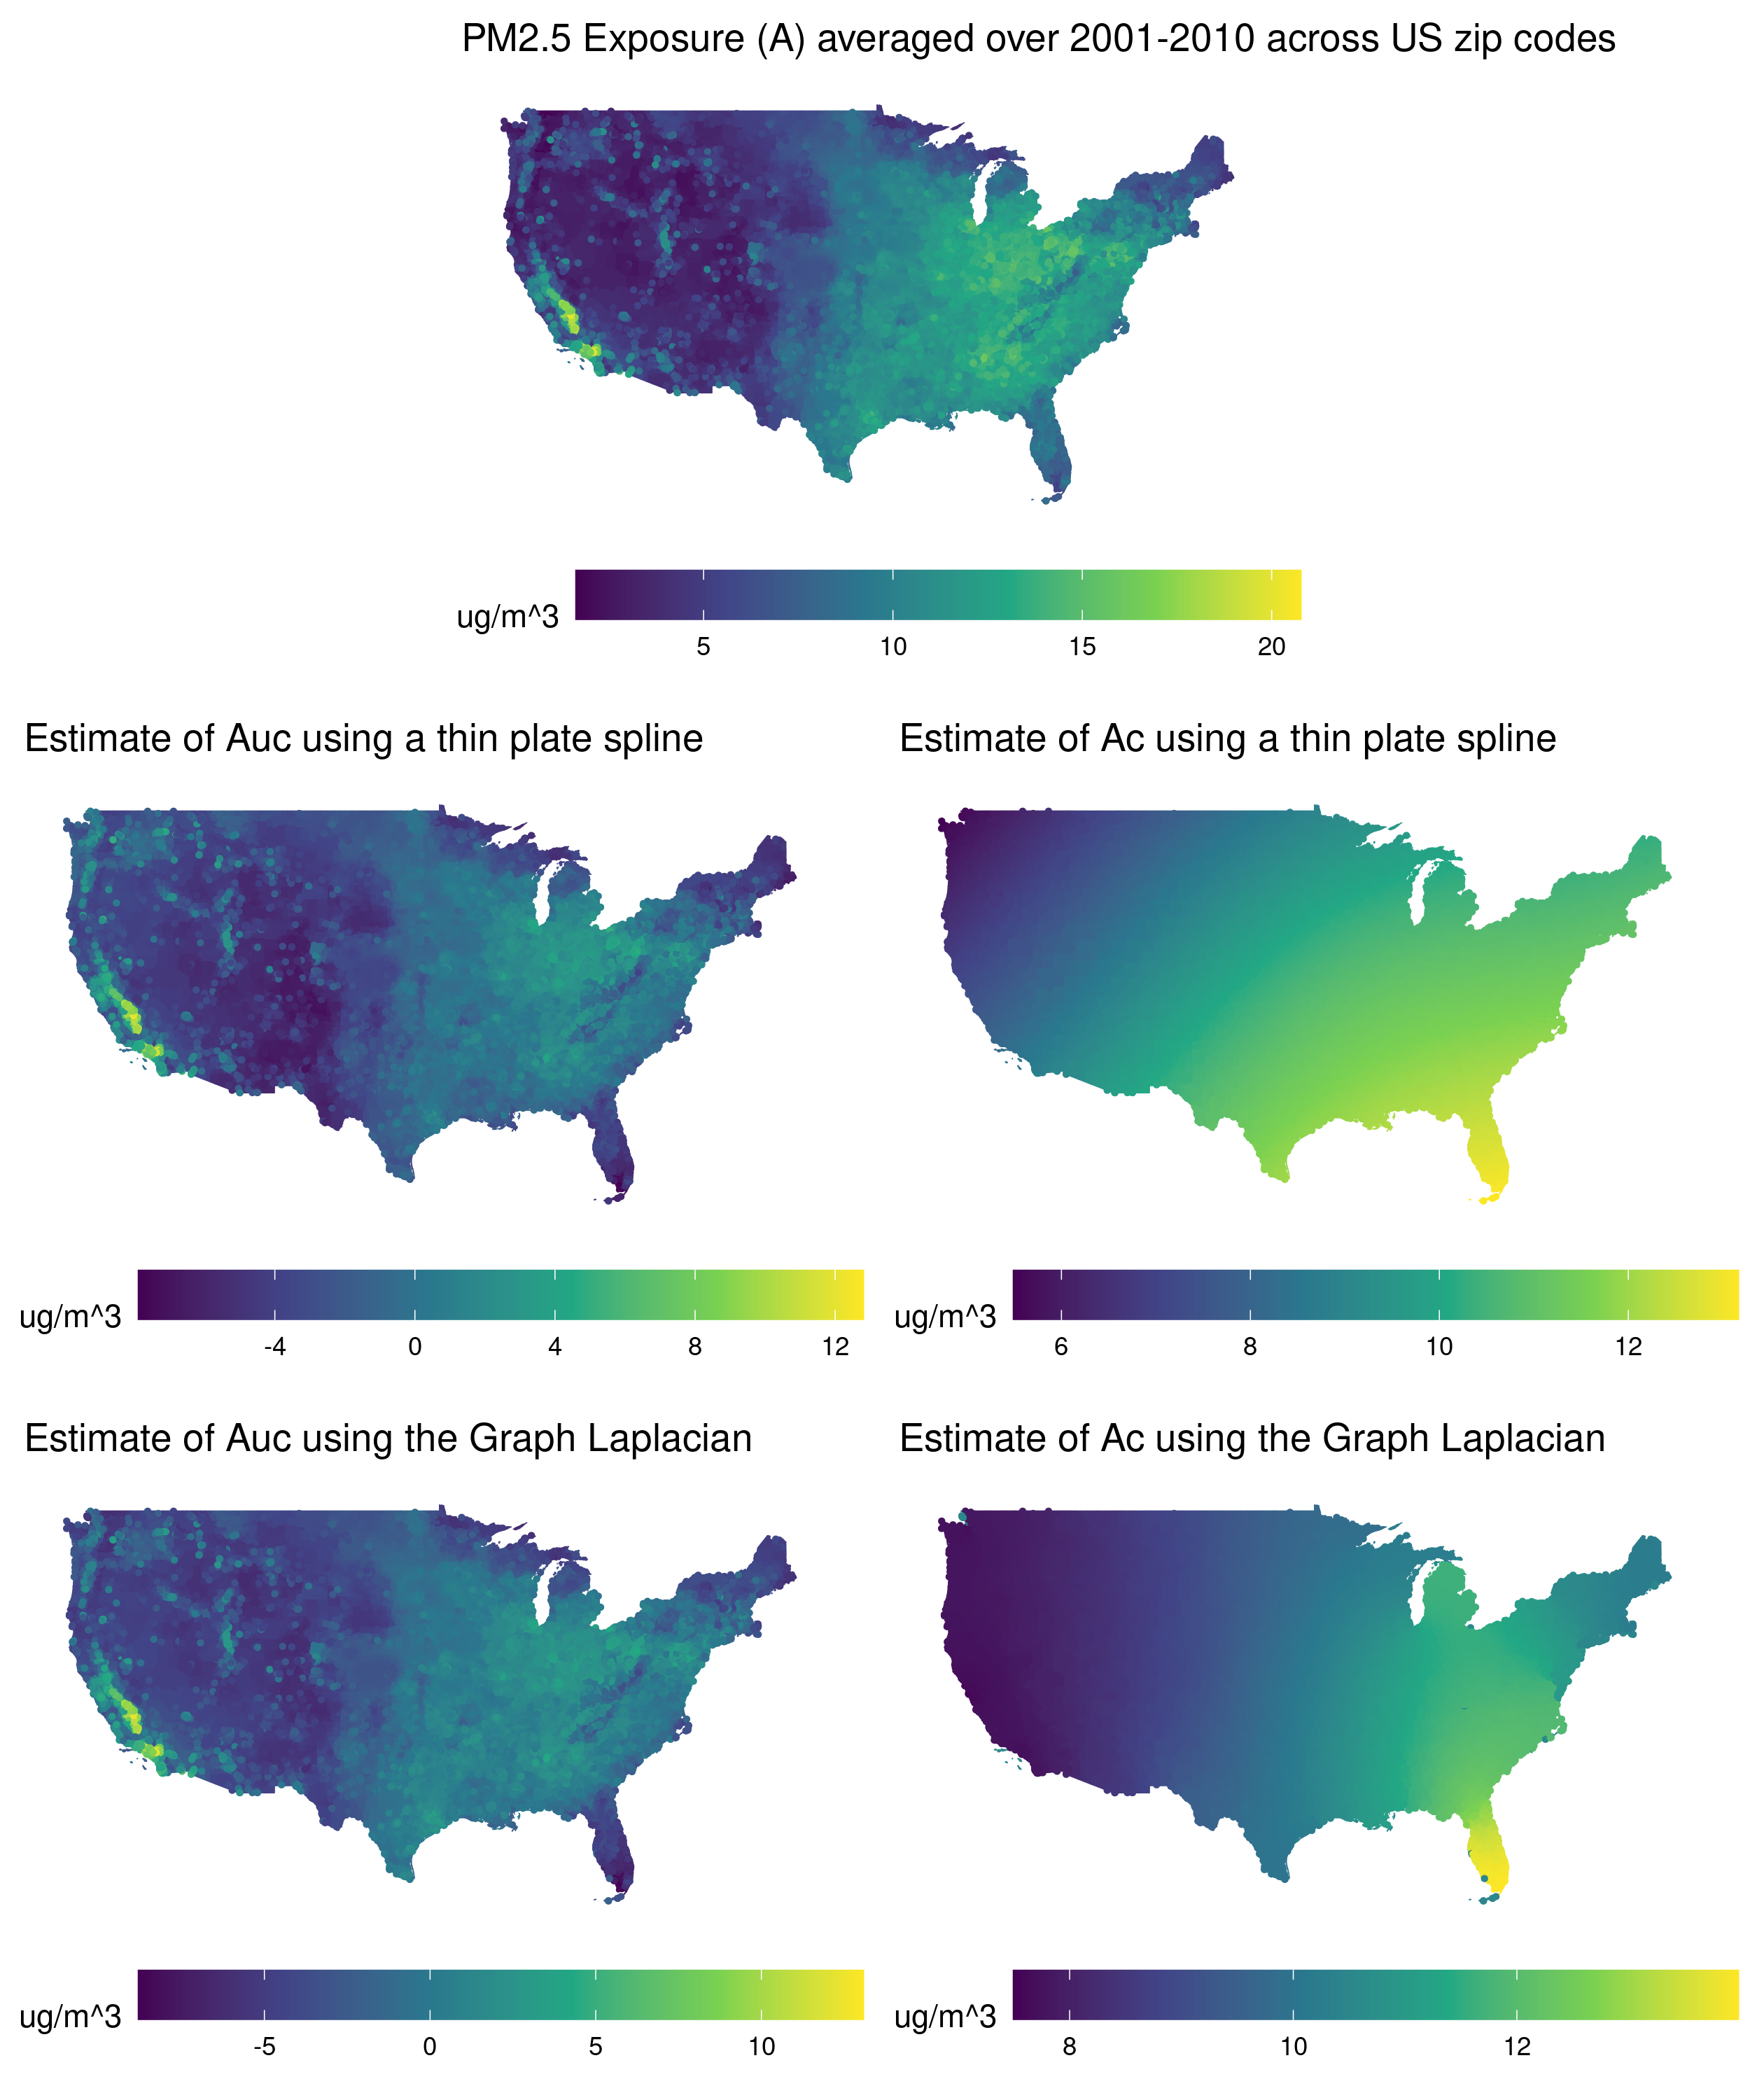 PM2.5 Exposure (A) averaged over 2001-2010 across US zip codes
ug/m^3
5 10 15 20
Estimate of Auc using a thin plate spline
ug/m^3
-4 0 4 8 12
Estimate of Ac using a thin plate spline
ug/m^3
6 8 10 12
Estimate of Auc using the Graph Laplacian
ug/m^3
-5 0 5 10
Estimate of Ac using the Graph Laplacian
ug/m^3
8 10 12